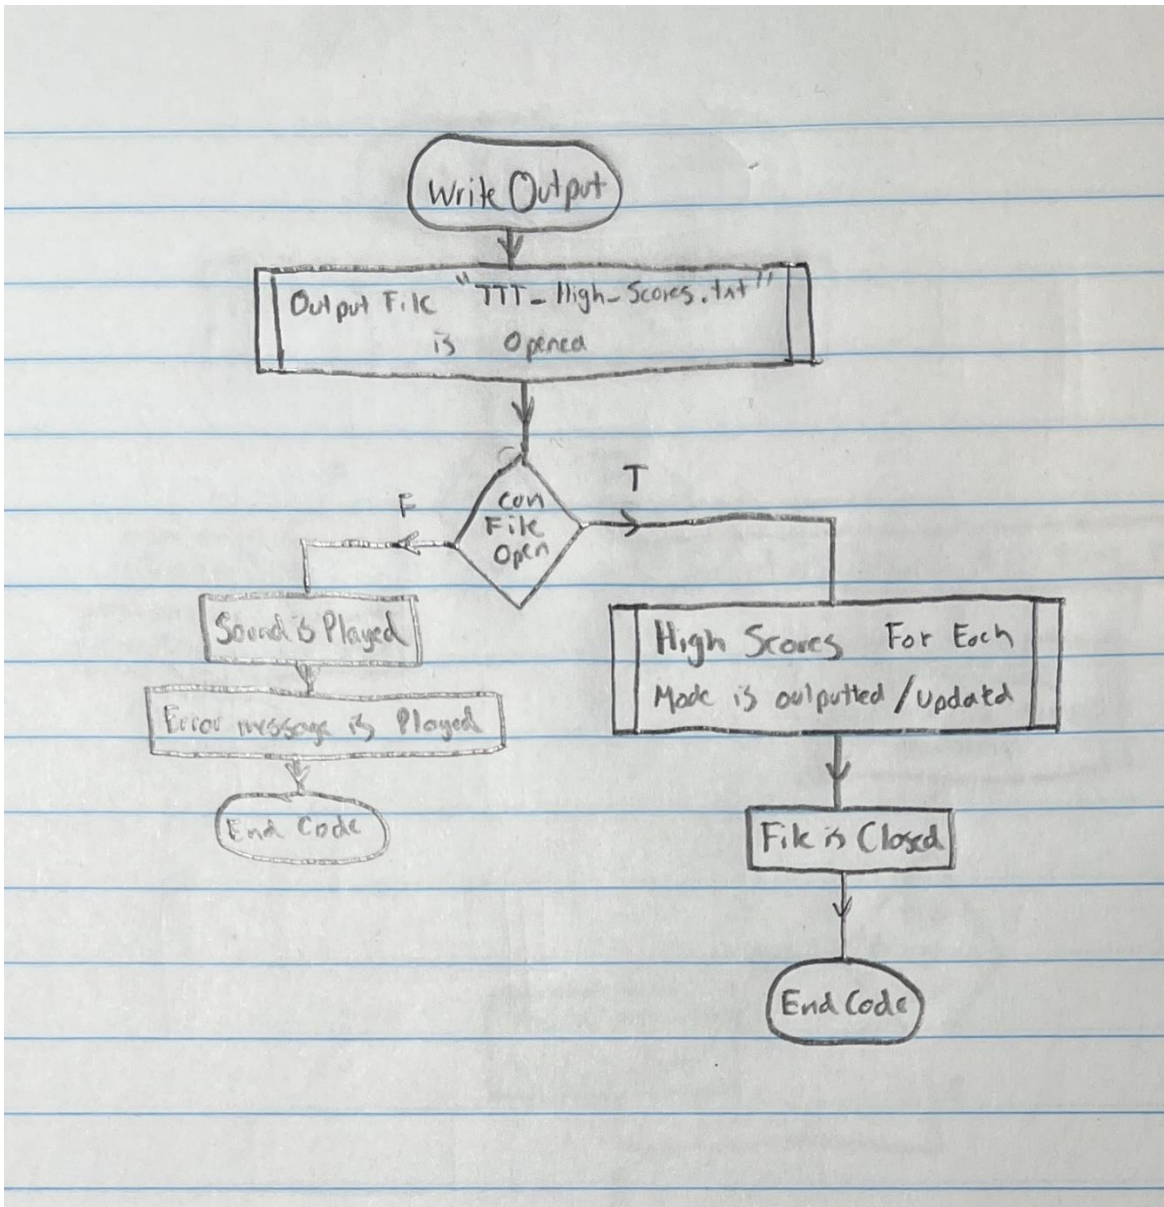 Write Output
Output File "TTT_High_Scores.txt"
is Opened
Can
File
Open
T
F
Sound is Played
High Scores For Each
Mode is outputted / Updated
Error message is Played
End Code
File is Closed
End Code